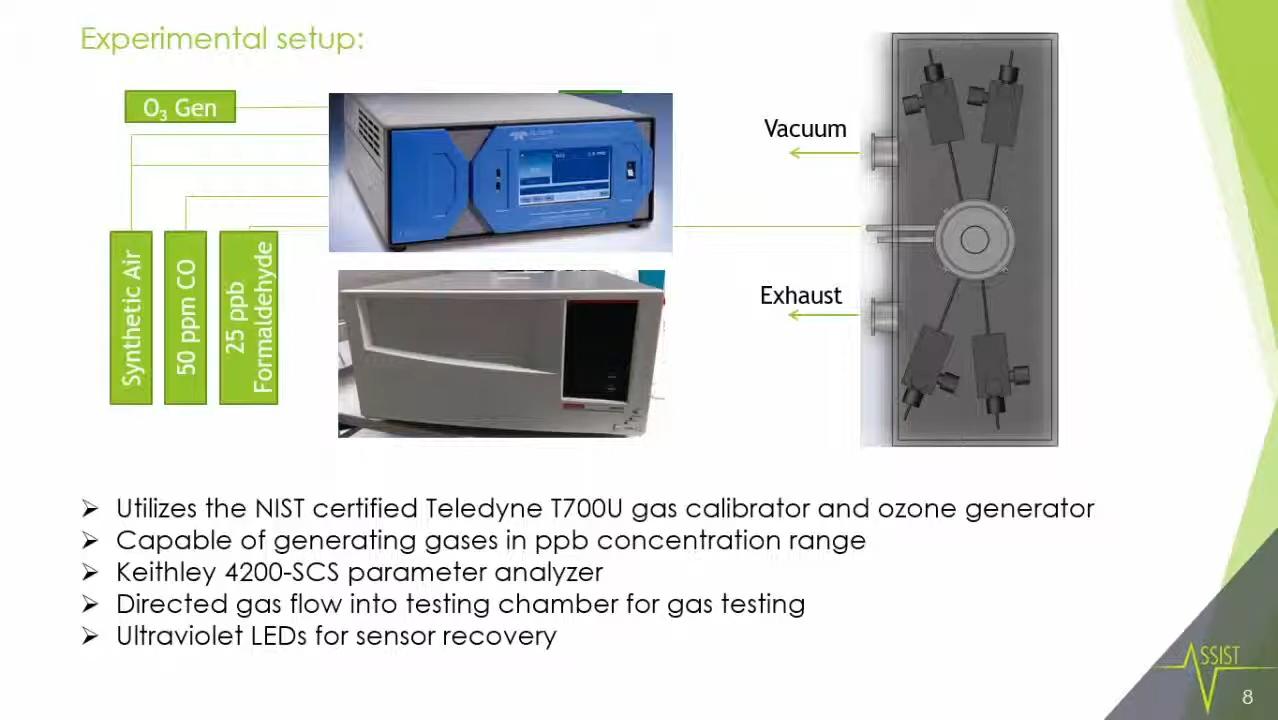 Experimental setup:
O₃ Gen
Vacuum
Exhaust
Synthetic Air
50 ppm CO
25 ppb
Formaldehyde
➢ Utilizes the NIST certified Teledyne T700U gas calibrator and ozone generator
➢ Capable of generating gases in ppb concentration range
➢ Keithley 4200-SCS parameter analyzer
➢ Directed gas flow into testing chamber for gas testing
➢ Ultraviolet LEDs for sensor recovery
ASSIST
8